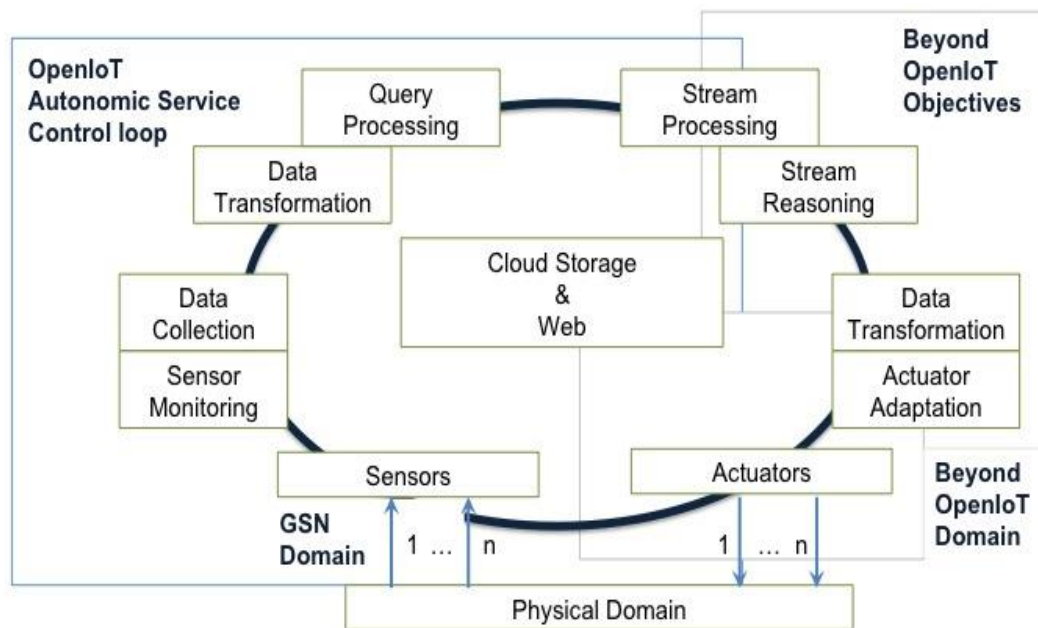 OpenIoT
Autonomic Service
Control loop
Beyond
OpenIoT
Objectives
Query
Processing
Stream
Processing
Data
Transformation
Stream
Reasoning
Cloud Storage
&
Web
Data
Collection
Data
Transformation
Sensor
Monitoring
Actuator
Adaptation
Sensors
Actuators
GSN
Domain
1 ... n
1 ... n
Beyond
OpenIoT
Domain
Physical Domain